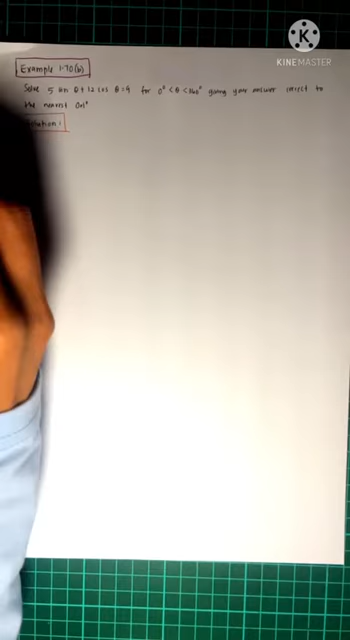 KINEMASTER
Example 1.70(b)
Solve 5 sin θ + 12 cos θ = 9 for 0° < θ < 360° giving your answer correct to
the nearest 0.1°
Solution :